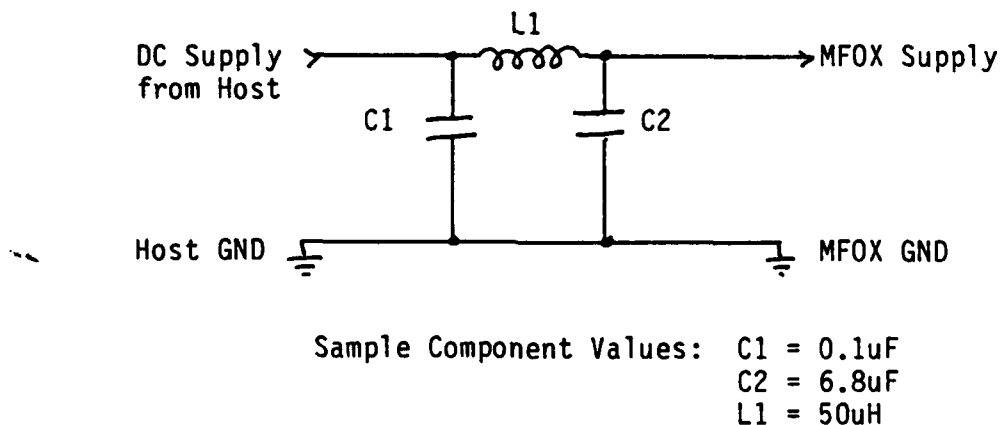 L1
DC Supply
from Host
MFOX Supply
C1
C2
Host GND
MFOX GND
Sample Component Values: C1 = 0.1uF
C2 = 6.8uF
L1 = 50uH